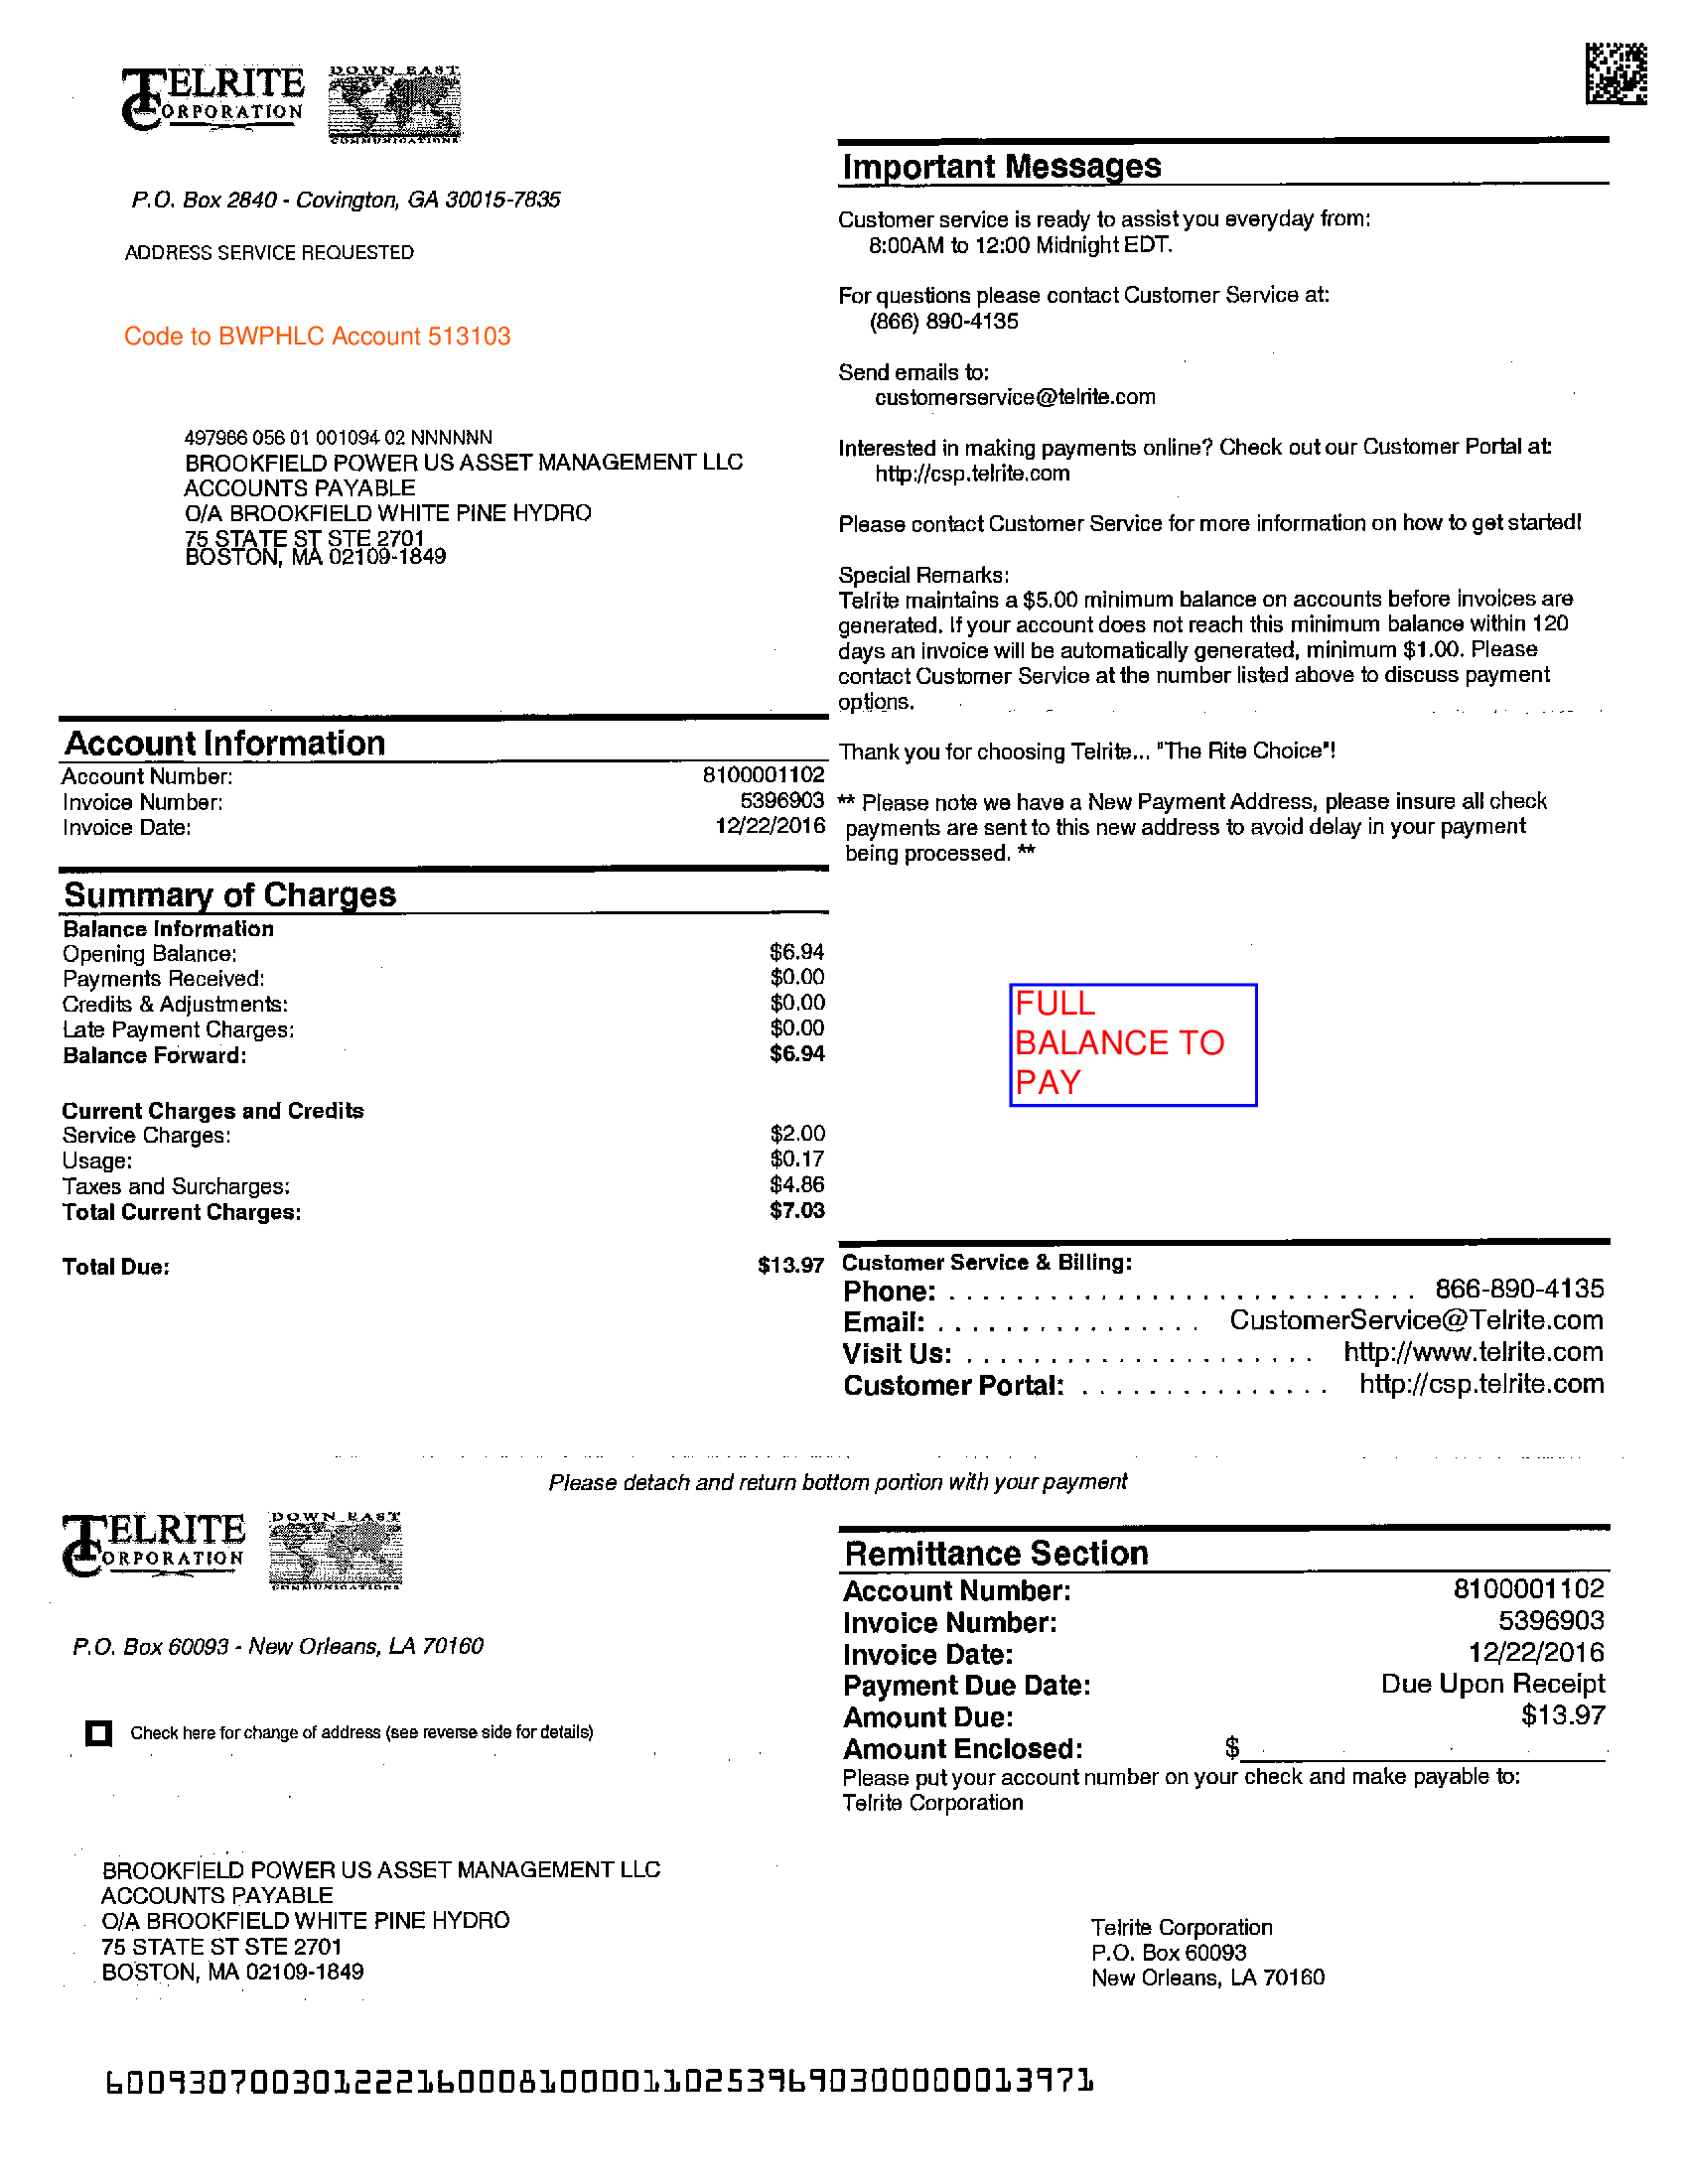 TELRITE
CORPORATION
DOWN EAST
COMMUNICATIONS
P.O. Box 2840 - Covington, GA 30015-7835
ADDRESS SERVICE REQUESTED
Code to BWPHLC Account 513103
497966 056 01 001094 02 NNNNNN
BROOKFIELD POWER US ASSET MANAGEMENT LLC
ACCOUNTS PAYABLE
O/A BROOKFIELD WHITE PINE HYDRO
75 STATE ST STE 2701
BOSTON, MA 02109-1849
Important Messages
Customer service is ready to assist you everyday from:
8:00AM to 12:00 Midnight EDT.
For questions please contact Customer Service at:
(866) 890-4135
Send emails to:
customerservice@telrite.com
Interested in making payments online? Check out our Customer Portal at:
http://csp.telrite.com
Please contact Customer Service for more information on how to get started!
Special Remarks:
Telrite maintains a $5.00 minimum balance on accounts before invoices are
generated. If your account does not reach this minimum balance within 120
days an invoice will be automatically generated, minimum $1.00. Please
contact Customer Service at the number listed above to discuss payment
options.
Thank you for choosing Telrite... "The Rite Choice"!
** Please note we have a New Payment Address, please insure all check
payments are sent to this new address to avoid delay in your payment
being processed. **
Account Information
Account Number: 8100001102
Invoice Number: 5396903
Invoice Date: 12/22/2016
Summary of Charges
Balance Information
Opening Balance: $6.94
Payments Received: $0.00
Credits & Adjustments: $0.00
Late Payment Charges: $0.00
Balance Forward: $6.94
Current Charges and Credits
Service Charges: $2.00
Usage: $0.17
Taxes and Surcharges: $4.86
Total Current Charges: $7.03
Total Due: $13.97
FULL
BALANCE TO
PAY
Customer Service & Billing:
Phone: . . . . . . . . . . . . . . . . . . . . . . . . . . . . 866-890-4135
Email: . . . . . . . . . . . . . . . . CustomerService@Telrite.com
Visit Us: . . . . . . . . . . . . . . . . . . . . . http://www.telrite.com
Customer Portal: . . . . . . . . . . . . . . . http://csp.telrite.com
Please detach and return bottom portion with your payment
TELRITE
CORPORATION
DOWN EAST
COMMUNICATIONS
P.O. Box 60093 - New Orleans, LA 70160
Check here for change of address (see reverse side for details)
Remittance Section
Account Number: 8100001102
Invoice Number: 5396903
Invoice Date: 12/22/2016
Payment Due Date: Due Upon Receipt
Amount Due: $13.97
Amount Enclosed: $
Please put your account number on your check and make payable to:
Telrite Corporation
BROOKFIELD POWER US ASSET MANAGEMENT LLC
ACCOUNTS PAYABLE
O/A BROOKFIELD WHITE PINE HYDRO
75 STATE ST STE 2701
BOSTON, MA 02109-1849
Telrite Corporation
P.O. Box 60093
New Orleans, LA 70160
600930700301222160008100001102539690300000013971